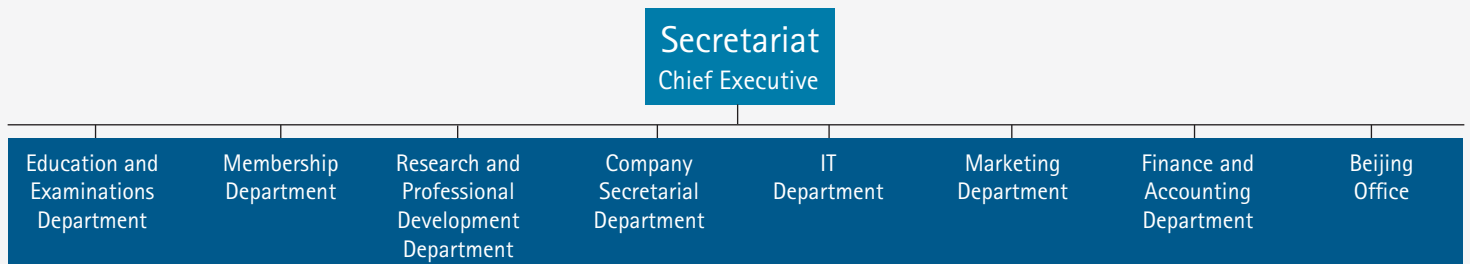 Secretariat
Chief Executive
Education and
Examinations
Department
Membership
Department
Research and
Professional
Development
Department
Company
Secretarial
Department
IT
Department
Marketing
Department
Finance and
Accounting
Department
Beijing
Office